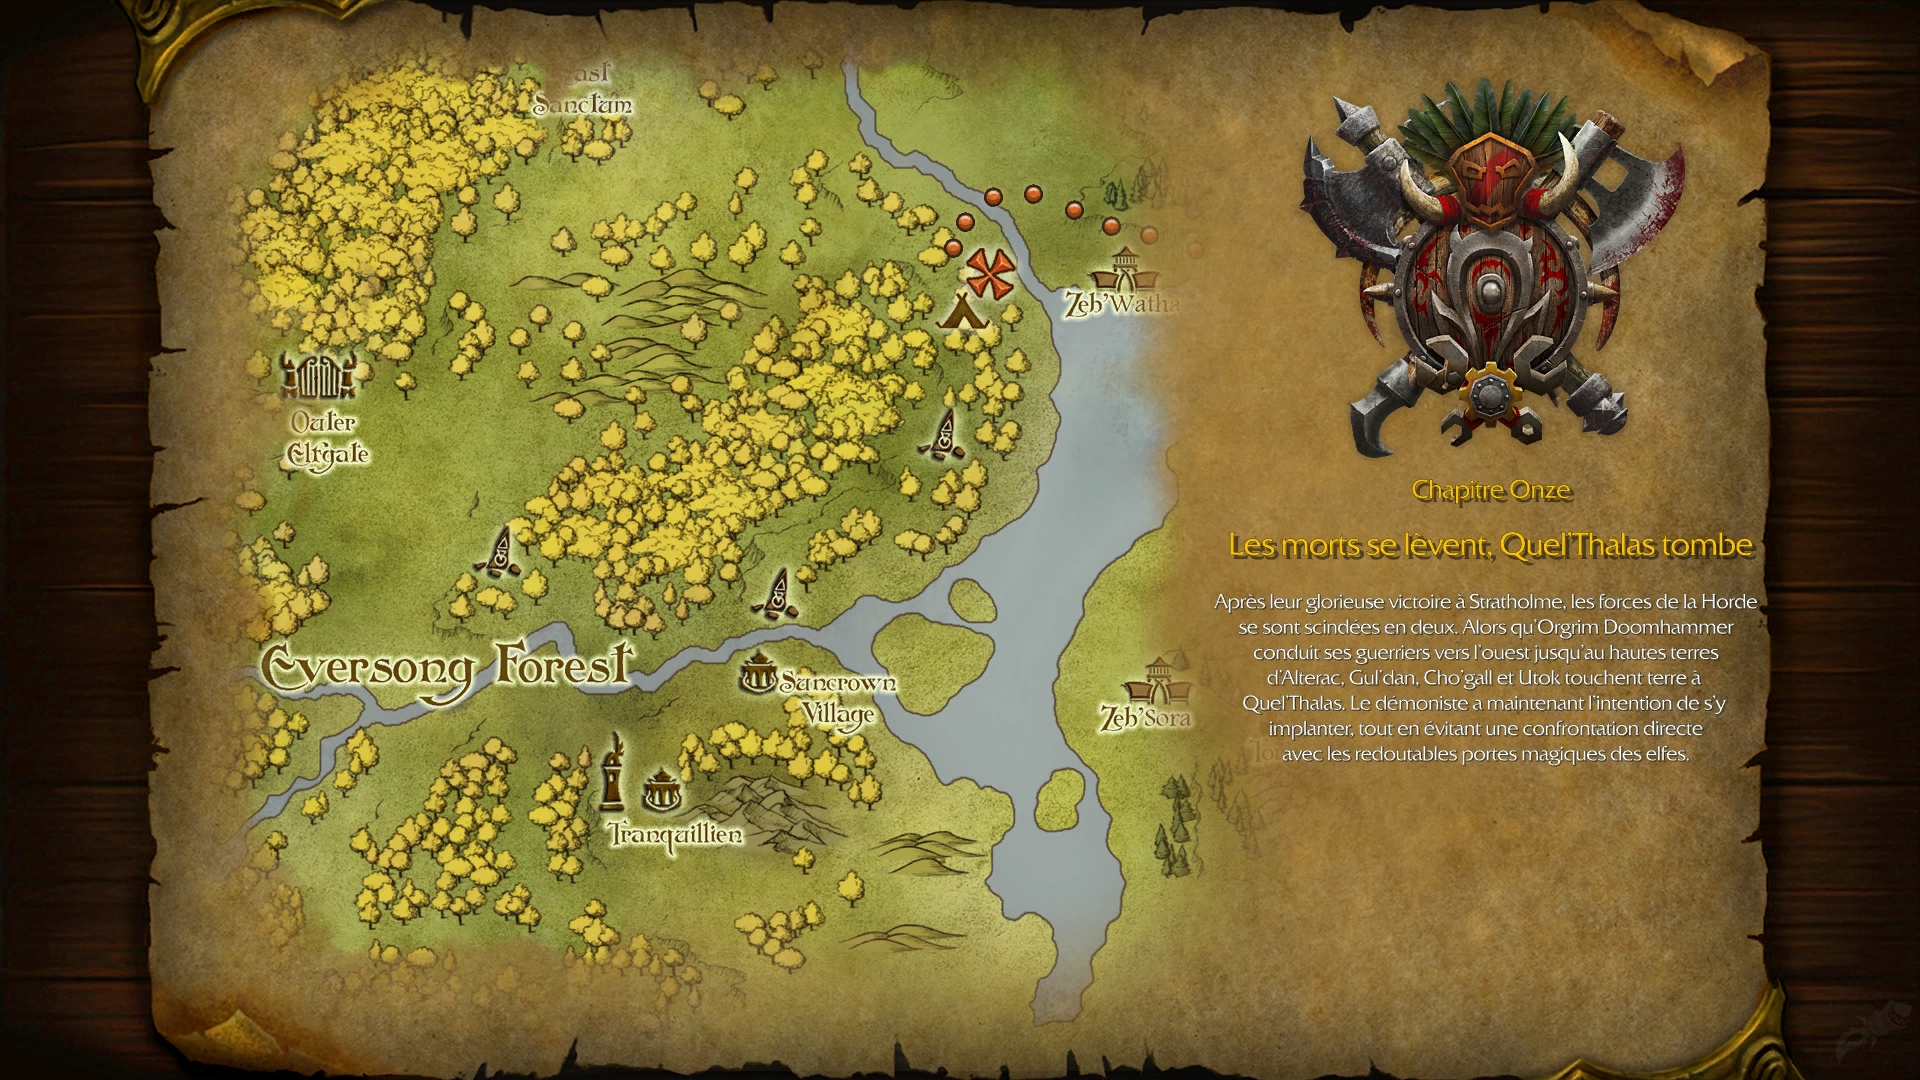 ast
Sanctum
Zeb'Watha
Outer
Elfgate
Eversong Forest
Suncrown
Village
Zeb'Sora
Tranquillien
Chapitre Onze
Les morts se lèvent, Quel'Thalas tombe
Après leur glorieuse victoire à Stratholme, les forces de la Horde
se sont scindées en deux. Alors qu'Orgrim Doomhammer
conduit ses guerriers vers l'ouest jusqu'au hautes terres
d'Alterac, Gul'dan, Cho'gall et Utok touchent terre à
Quel'Thalas. Le démoniste a maintenant l'intention de s'y
implanter, tout en évitant une confrontation directe
avec les redoutables portes magiques des elfes.